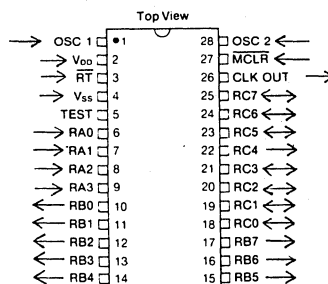 Top View
OSC 1 1 28 OSC 2
VDD 2 27 MCLR
RT 3 26 CLK OUT
Vss 4 25 RC7
TEST 5 24 RC6
RA0 6 23 RC5
RA1 7 22 RC4
RA2 8 21 RC3
RA3 9 20 RC2
RB0 10 19 RC1
RB1 11 18 RC0
RB2 12 17 RB7
RB3 13 16 RB6
RB4 14 15 RB5